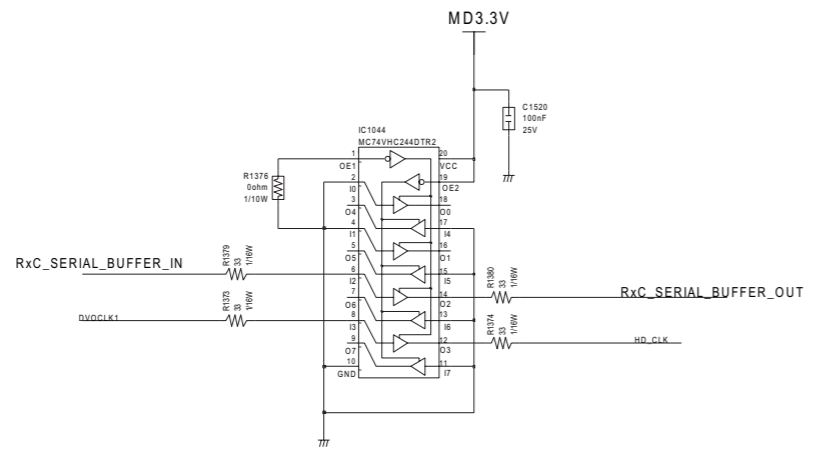 MD3.3V
C1520
100nF
25V
IC1044
MC74VHC244DTR2
1
20
OE1
VCC
R1376
0ohm
1/10W
2
19
I0
OE2
3
18
O4
O0
4
17
I1
I4
5
16
O5
O1
RxC_SERIAL_BUFFER_IN
R1379
33
1/16W
6
15
I2
I5
7
14
O6
O2
R1380
33
1/16W
RxC_SERIAL_BUFFER_OUT
DVOCLK1
R1373
33
1/16W
8
13
I3
I6
9
12
O7
O3
R1374
33
1/16W
HD_CLK
10
11
GND
I7